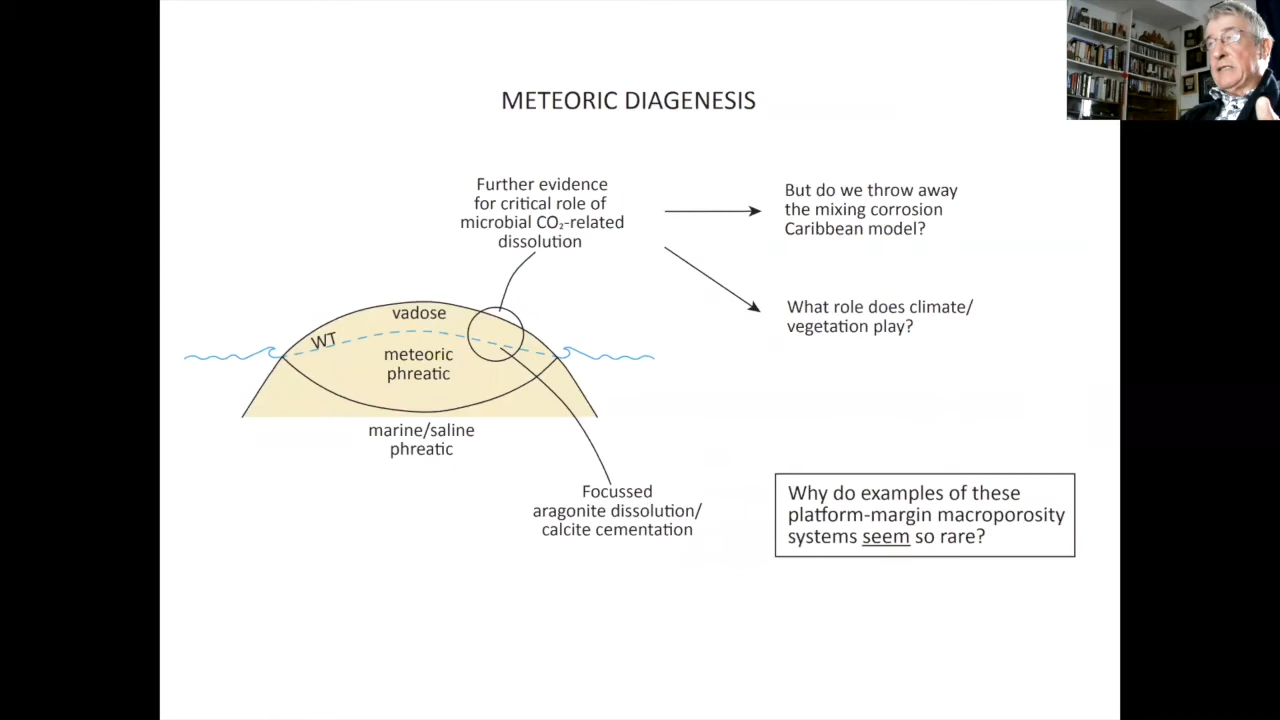 METEORIC DIAGENESIS
Further evidence
for critical role of
microbial CO₂-related
dissolution
But do we throw away
the mixing corrosion
Caribbean model?
What role does climate/
vegetation play?
vadose
WT
meteoric
phreatic
marine/saline
phreatic
Focussed
aragonite dissolution/
calcite cementation
Why do examples of these
platform-margin macroporosity
systems seem so rare?